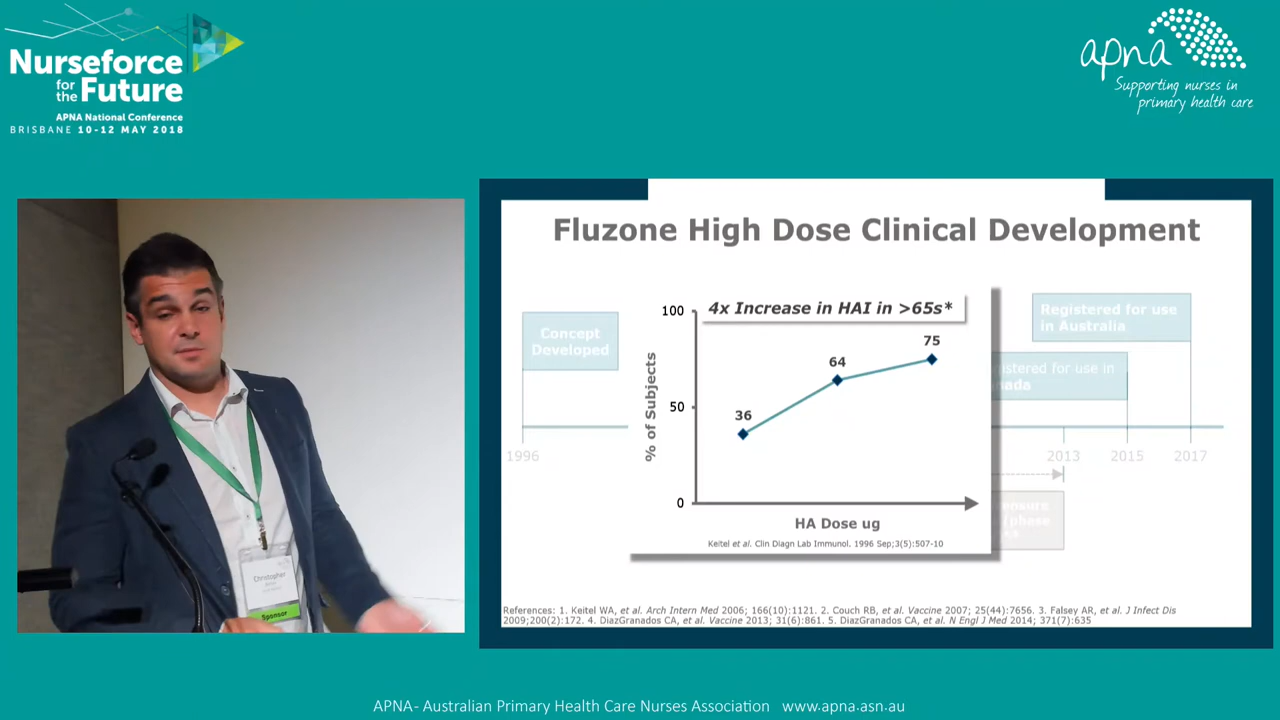 Nurseforce
for the Future
APNA National Conference
BRISBANE 10-12 MAY 2018
apna
Supporting nurses in
primary health care
Christopher
Sponsor
Fluzone High Dose Clinical Development
Concept
Developed
1996
4x Increase in HAI in >65s*
100
50
0
% of Subjects
36
64
75
HA Dose ug
Keitel et al. Clin Diagn Lab Immunol. 1996 Sep;3(5):507-10
Registered for use
in Australia
istered for use in
nada
2013
2015
2017
ensure
phase
References: 1. Keitel WA, et al. Arch Intern Med 2006; 166(10):1121. 2. Couch RB, et al. Vaccine 2007; 25(44):7656. 3. Falsey AR, et al. J Infect Dis
2009;200(2):172. 4. DiazGranados CA, et al. Vaccine 2013; 31(6):861. 5. DiazGranados CA, et al. N Engl J Med 2014; 371(7):635
APNA- Australian Primary Health Care Nurses Association www.apna.asn.au